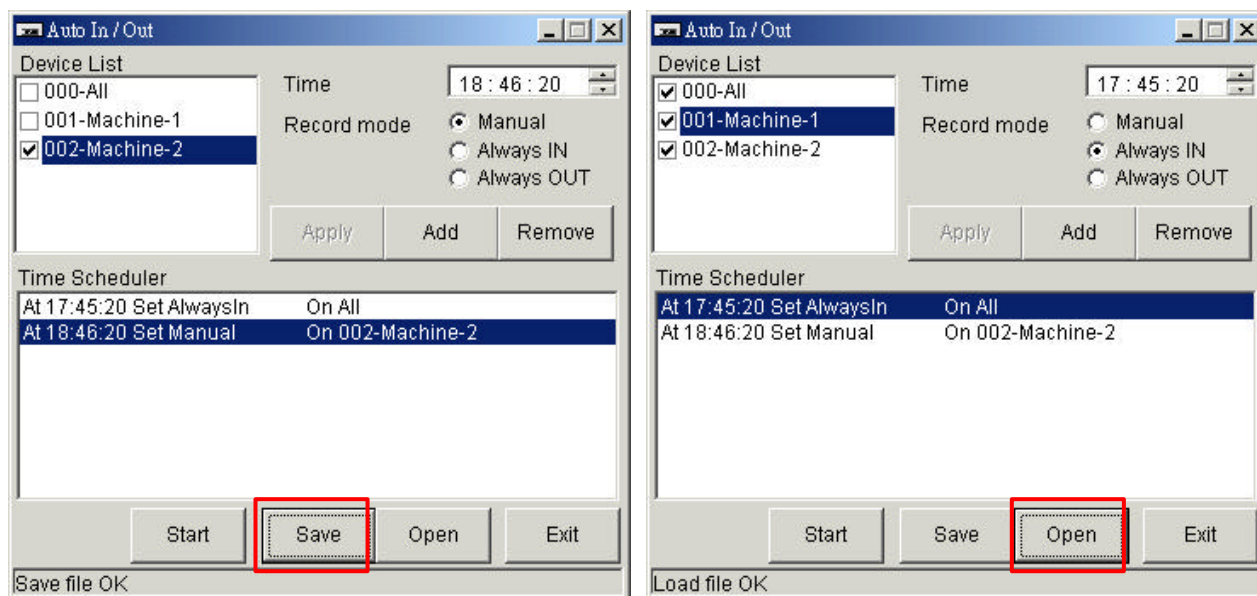 Auto In / Out
Device List
000-All
001-Machine-1
002-Machine-2
Time
18 : 46 : 20
Record mode
Manual
Always IN
Always OUT
Apply
Add
Remove
Time Scheduler
At 17:45:20 Set AlwaysIn On All
At 18:46:20 Set Manual On 002-Machine-2
Start
Save
Open
Exit
Save file OK
Auto In / Out
Device List
000-All
001-Machine-1
002-Machine-2
Time
17 : 45 : 20
Record mode
Manual
Always IN
Always OUT
Apply
Add
Remove
Time Scheduler
At 17:45:20 Set AlwaysIn On All
At 18:46:20 Set Manual On 002-Machine-2
Start
Save
Open
Exit
Load file OK